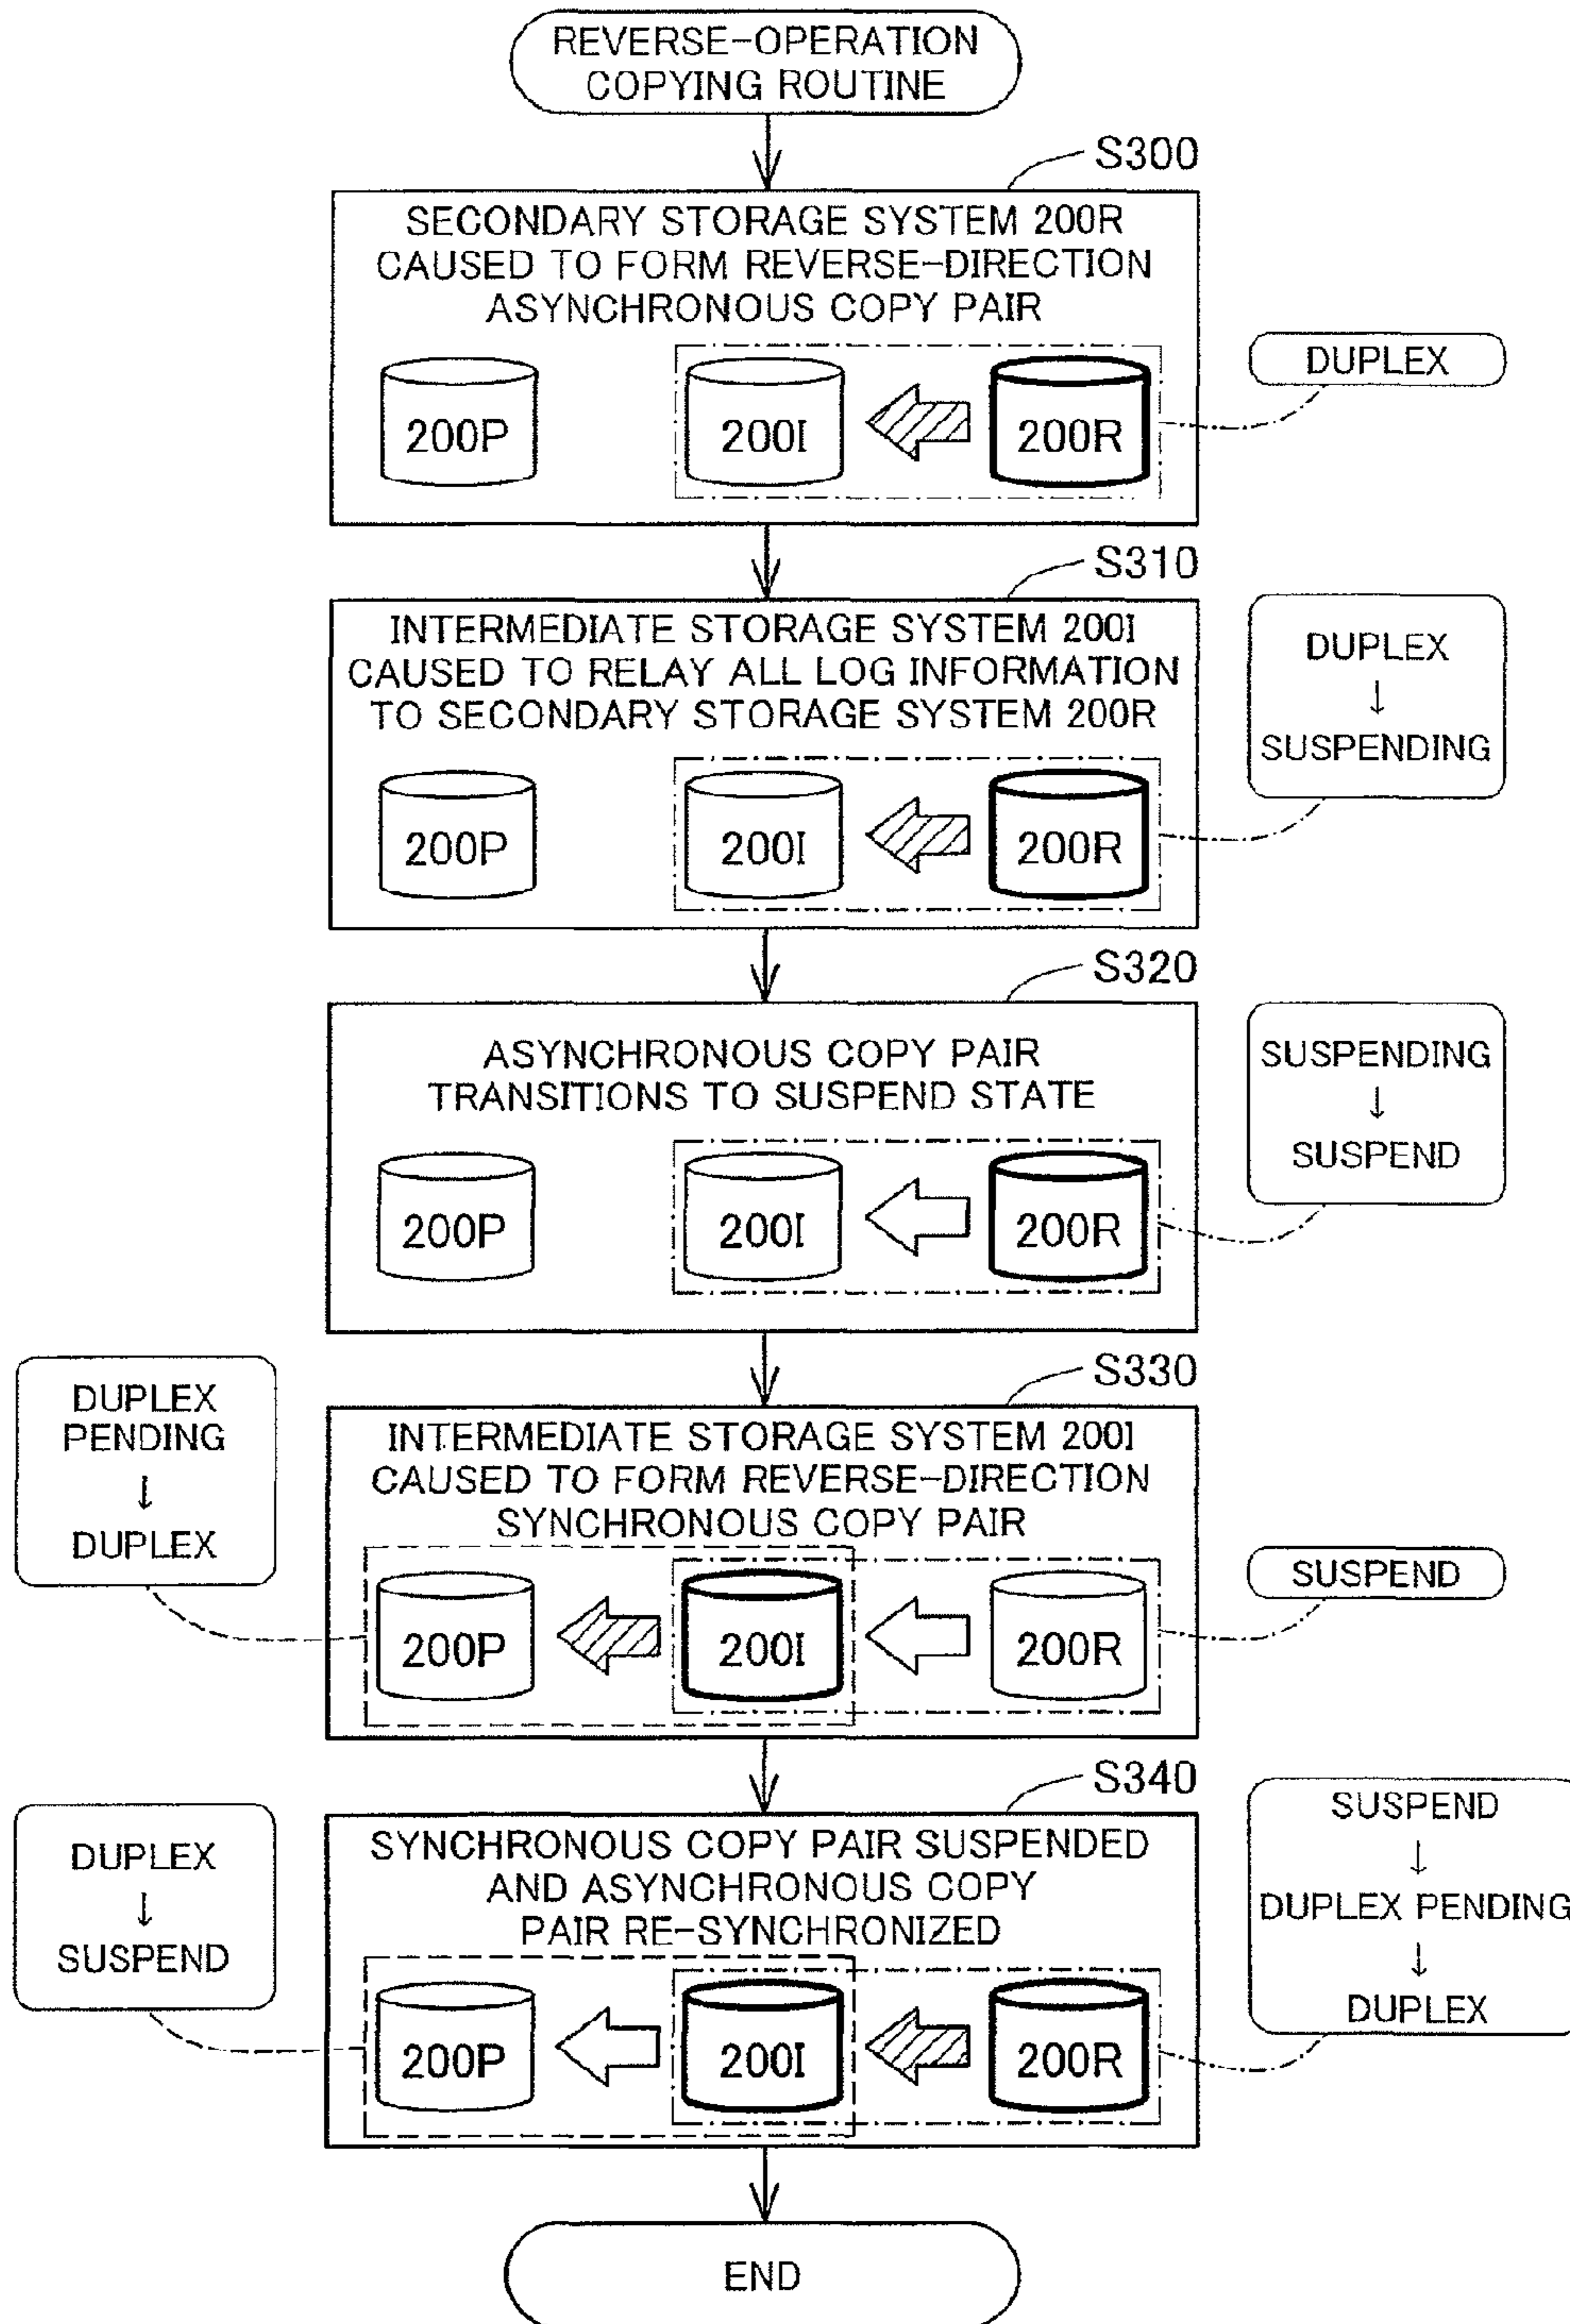 REVERSE-OPERATION
COPYING ROUTINE
S300
SECONDARY STORAGE SYSTEM 200R
CAUSED TO FORM REVERSE-DIRECTION
ASYNCHRONOUS COPY PAIR
200P
200I
200R
DUPLEX
S310
INTERMEDIATE STORAGE SYSTEM 200I
CAUSED TO RELAY ALL LOG INFORMATION
TO SECONDARY STORAGE SYSTEM 200R
200P
200I
200R
DUPLEX
↓
SUSPENDING
S320
ASYNCHRONOUS COPY PAIR
TRANSITIONS TO SUSPEND STATE
200P
200I
200R
SUSPENDING
↓
SUSPEND
S330
DUPLEX
PENDING
↓
DUPLEX
INTERMEDIATE STORAGE SYSTEM 200I
CAUSED TO FORM REVERSE-DIRECTION
SYNCHRONOUS COPY PAIR
200P
200I
200R
SUSPEND
S340
DUPLEX
↓
SUSPEND
SYNCHRONOUS COPY PAIR SUSPENDED
AND ASYNCHRONOUS COPY
PAIR RE-SYNCHRONIZED
200P
200I
200R
SUSPEND
↓
DUPLEX PENDING
↓
DUPLEX
END